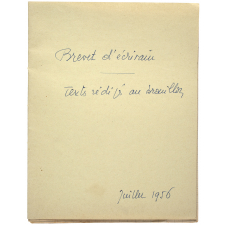 Brevet d'écrivain
Texte rédigé au brouillon,
Juillet 1956